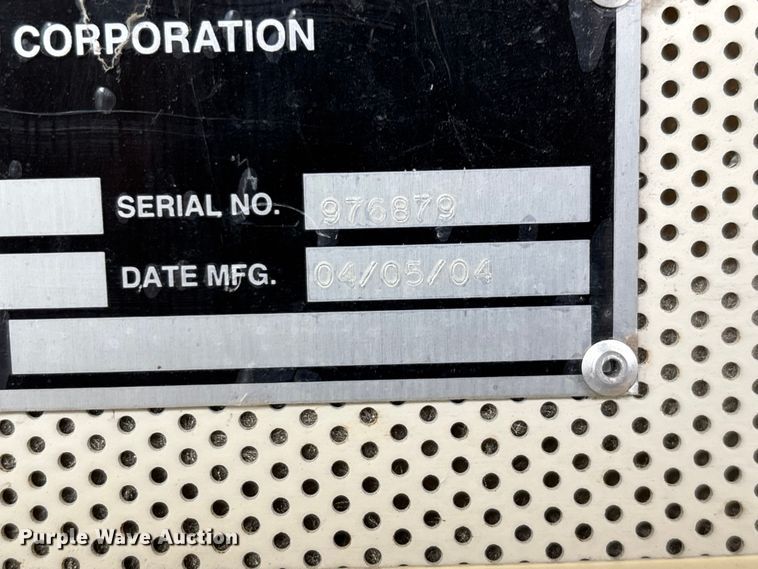 CORPORATION
SERIAL NO. 976879
DATE MFG. 04/05/04
Purple Wave Auction